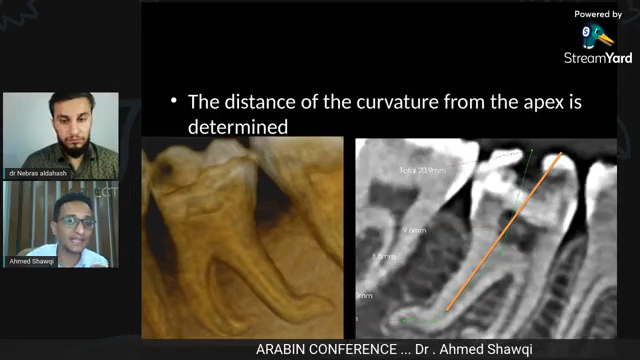 Powered by
StreamYard
• The distance of the curvature from the apex is
determined
dr Nebras aldahash
Ahmed Shawqi
Total 20.9mm
9.6mm
ARABIN CONFERENCE ... Dr . Ahmed Shawqi